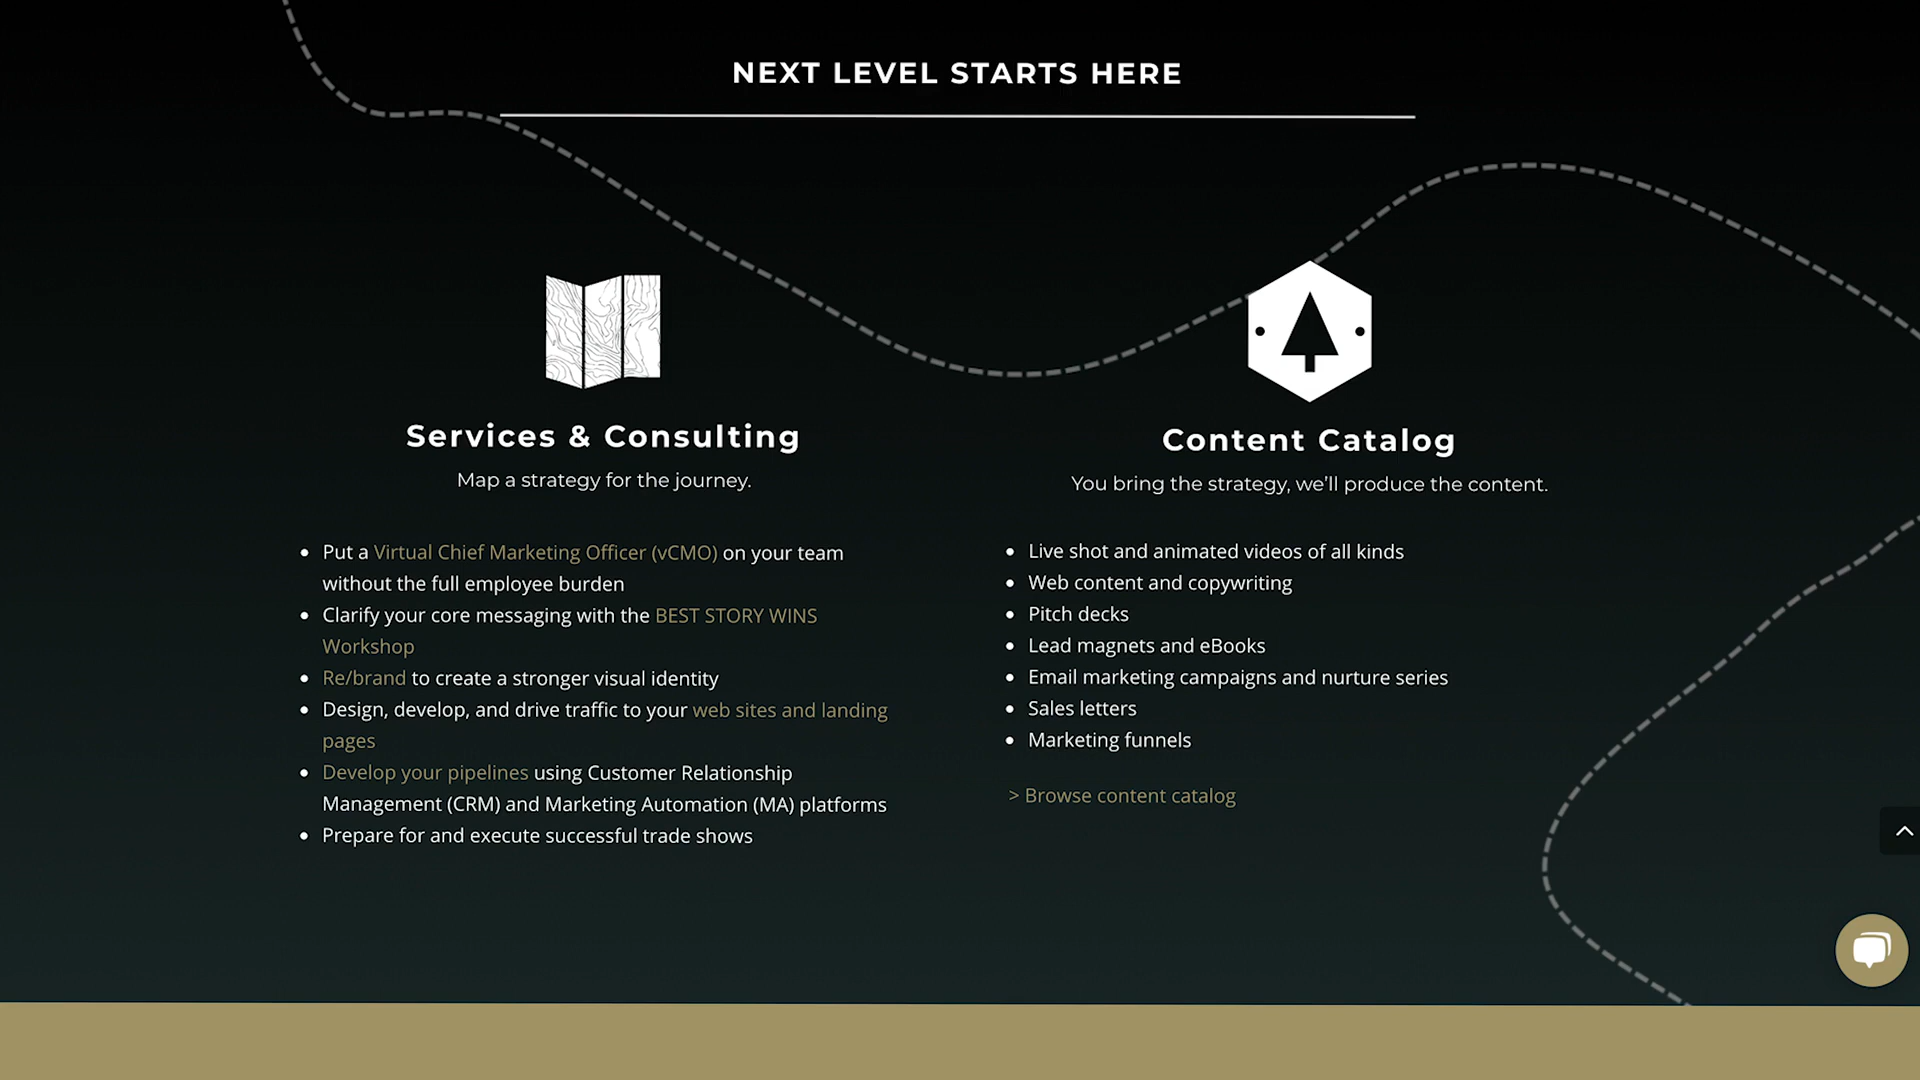 NEXT LEVEL STARTS HERE
Services & Consulting
Map a strategy for the journey.
Put a Virtual Chief Marketing Officer (vCMO) on your team
without the full employee burden
Clarify your core messaging with the BEST STORY WINS
Workshop
Re/brand to create a stronger visual identity
Design, develop, and drive traffic to your web sites and landing
pages
Develop your pipelines using Customer Relationship
Management (CRM) and Marketing Automation (MA) platforms
Prepare for and execute successful trade shows
Content Catalog
You bring the strategy, we’ll produce the content.
Live shot and animated videos of all kinds
Web content and copywriting
Pitch decks
Lead magnets and eBooks
Email marketing campaigns and nurture series
Sales letters
Marketing funnels
> Browse content catalog